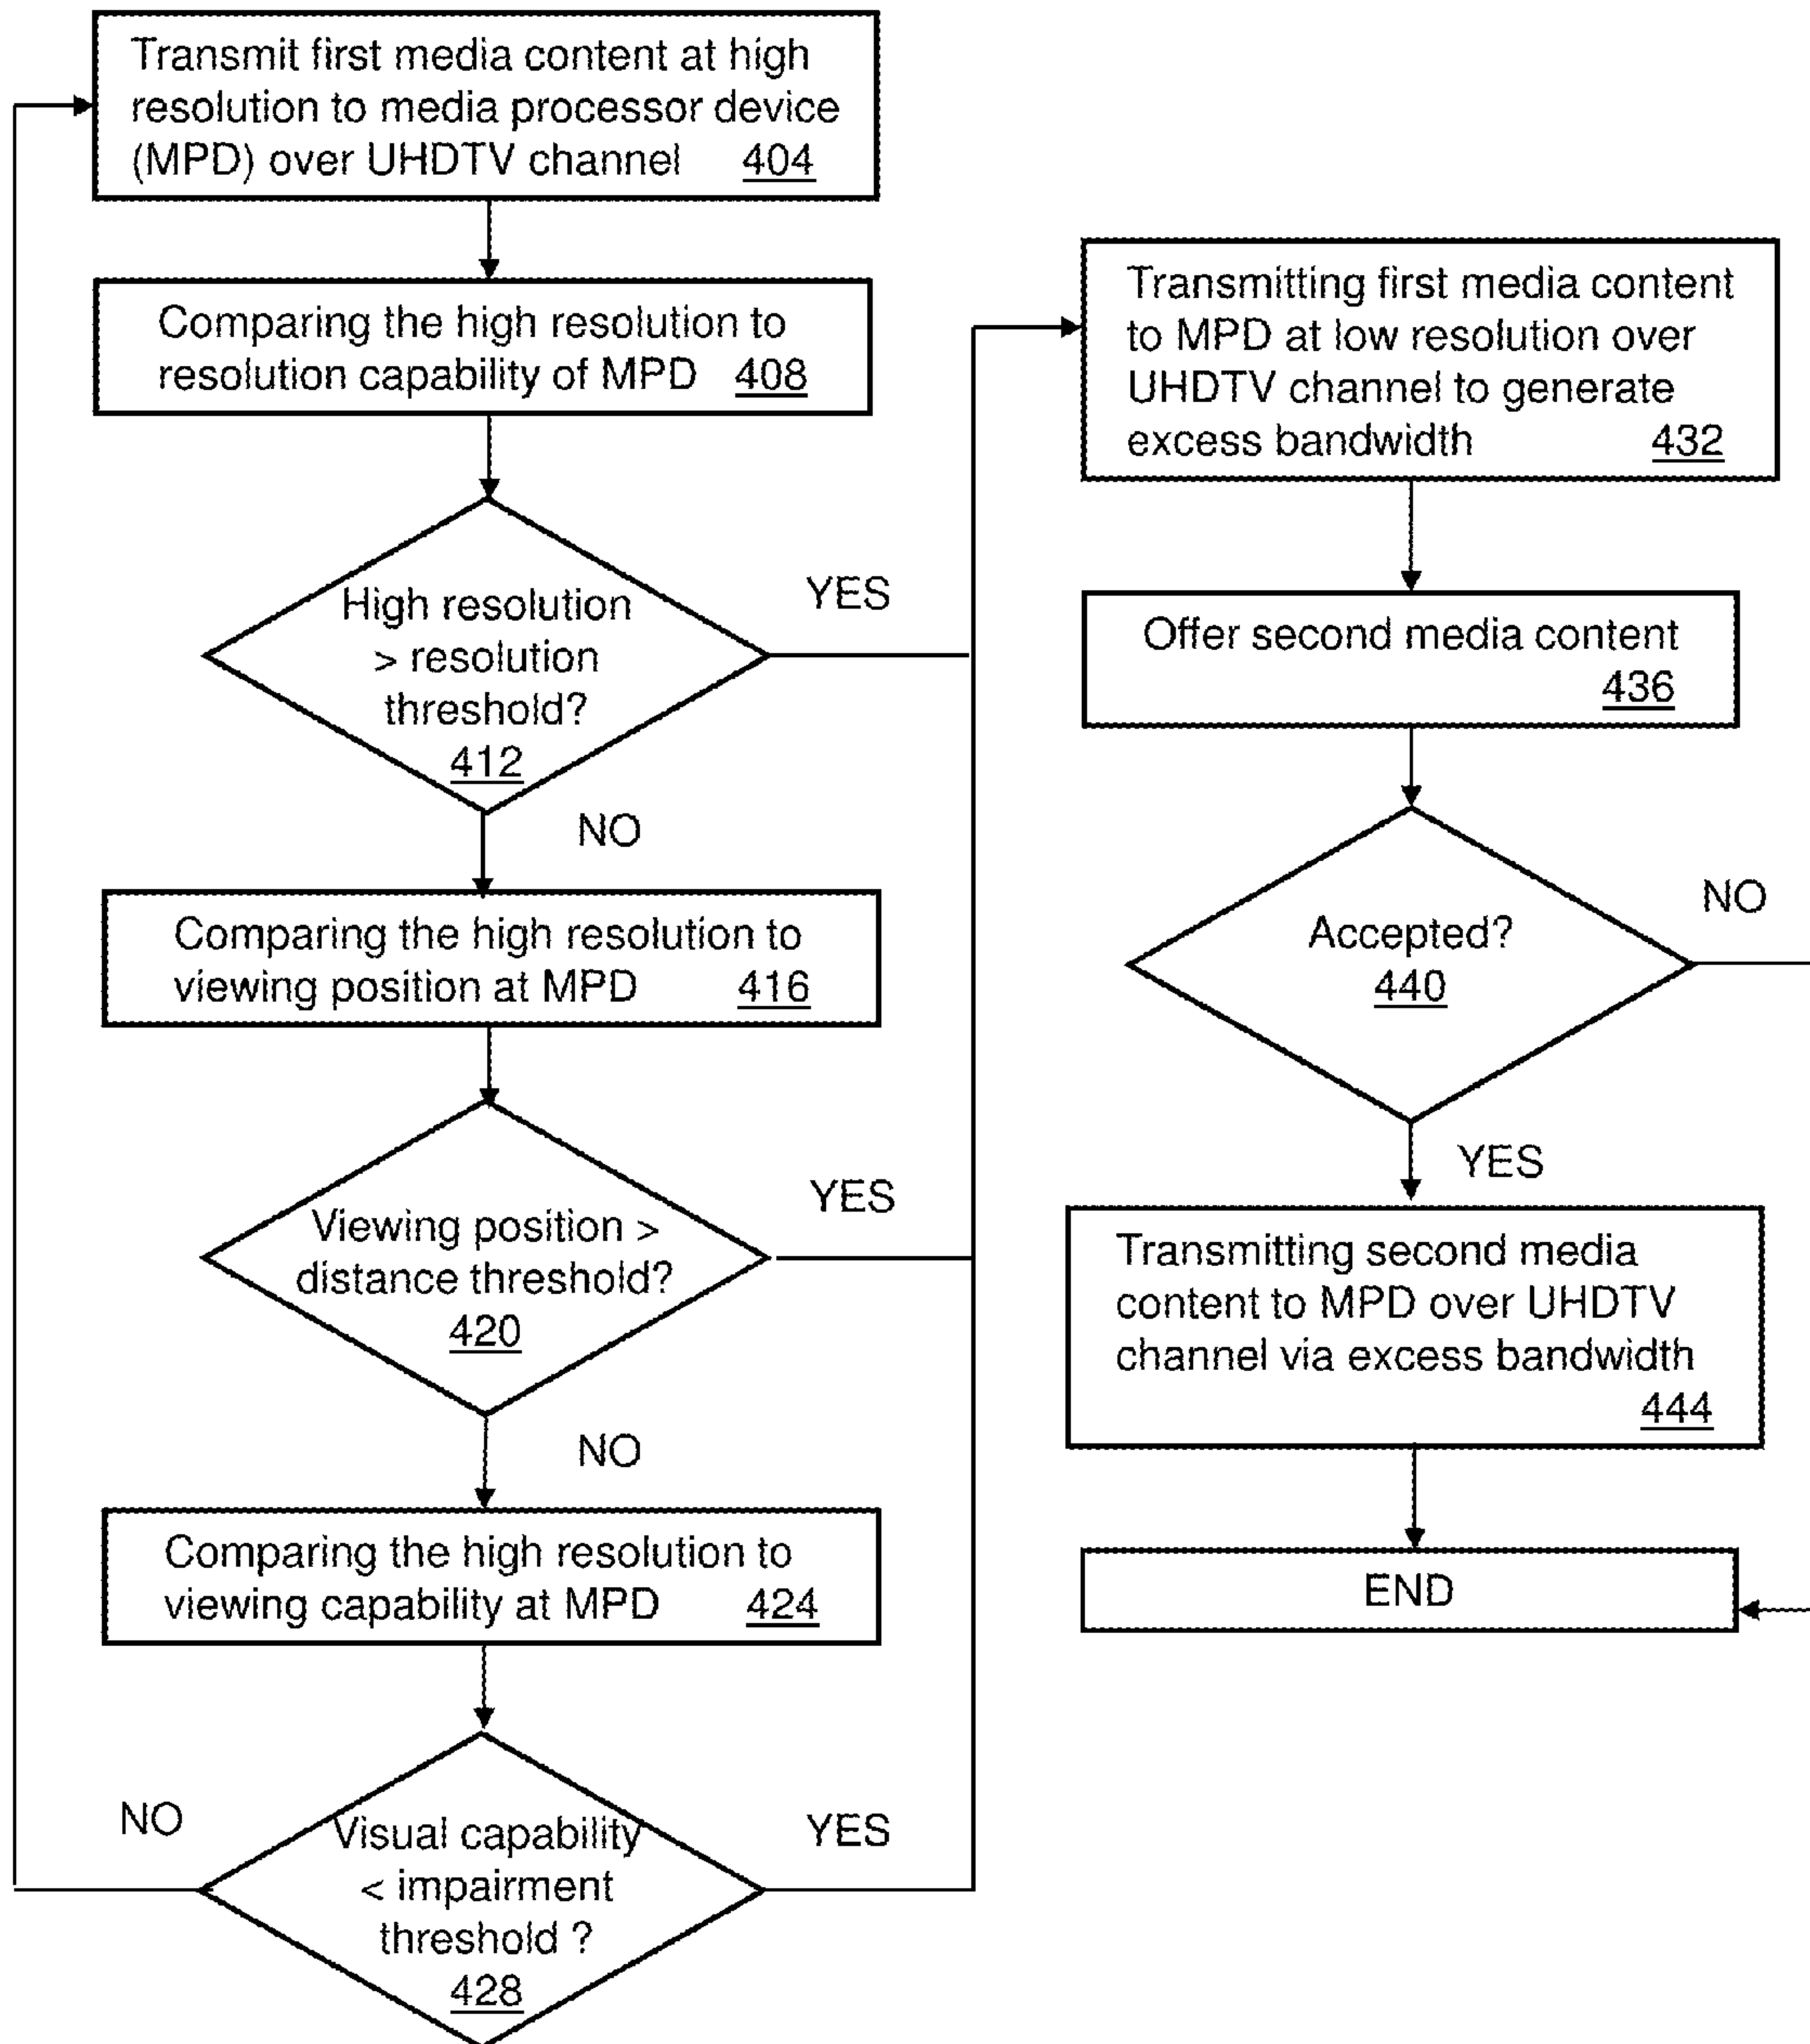 Transmit first media content at high
resolution to media processor device
(MPD) over UHDTV channel 404
Comparing the high resolution to
resolution capability of MPD 408
High resolution
> resolution
threshold?
412
YES
NO
Comparing the high resolution to
viewing position at MPD 416
Viewing position >
distance threshold?
420
YES
NO
Comparing the high resolution to
viewing capability at MPD 424
Visual capability
< impairment
threshold ?
428
NO
YES
Transmitting first media content
to MPD at low resolution over
UHDTV channel to generate
excess bandwidth 432
Offer second media content
436
Accepted?
440
NO
YES
Transmitting second media
content to MPD over UHDTV
channel via excess bandwidth
444
END